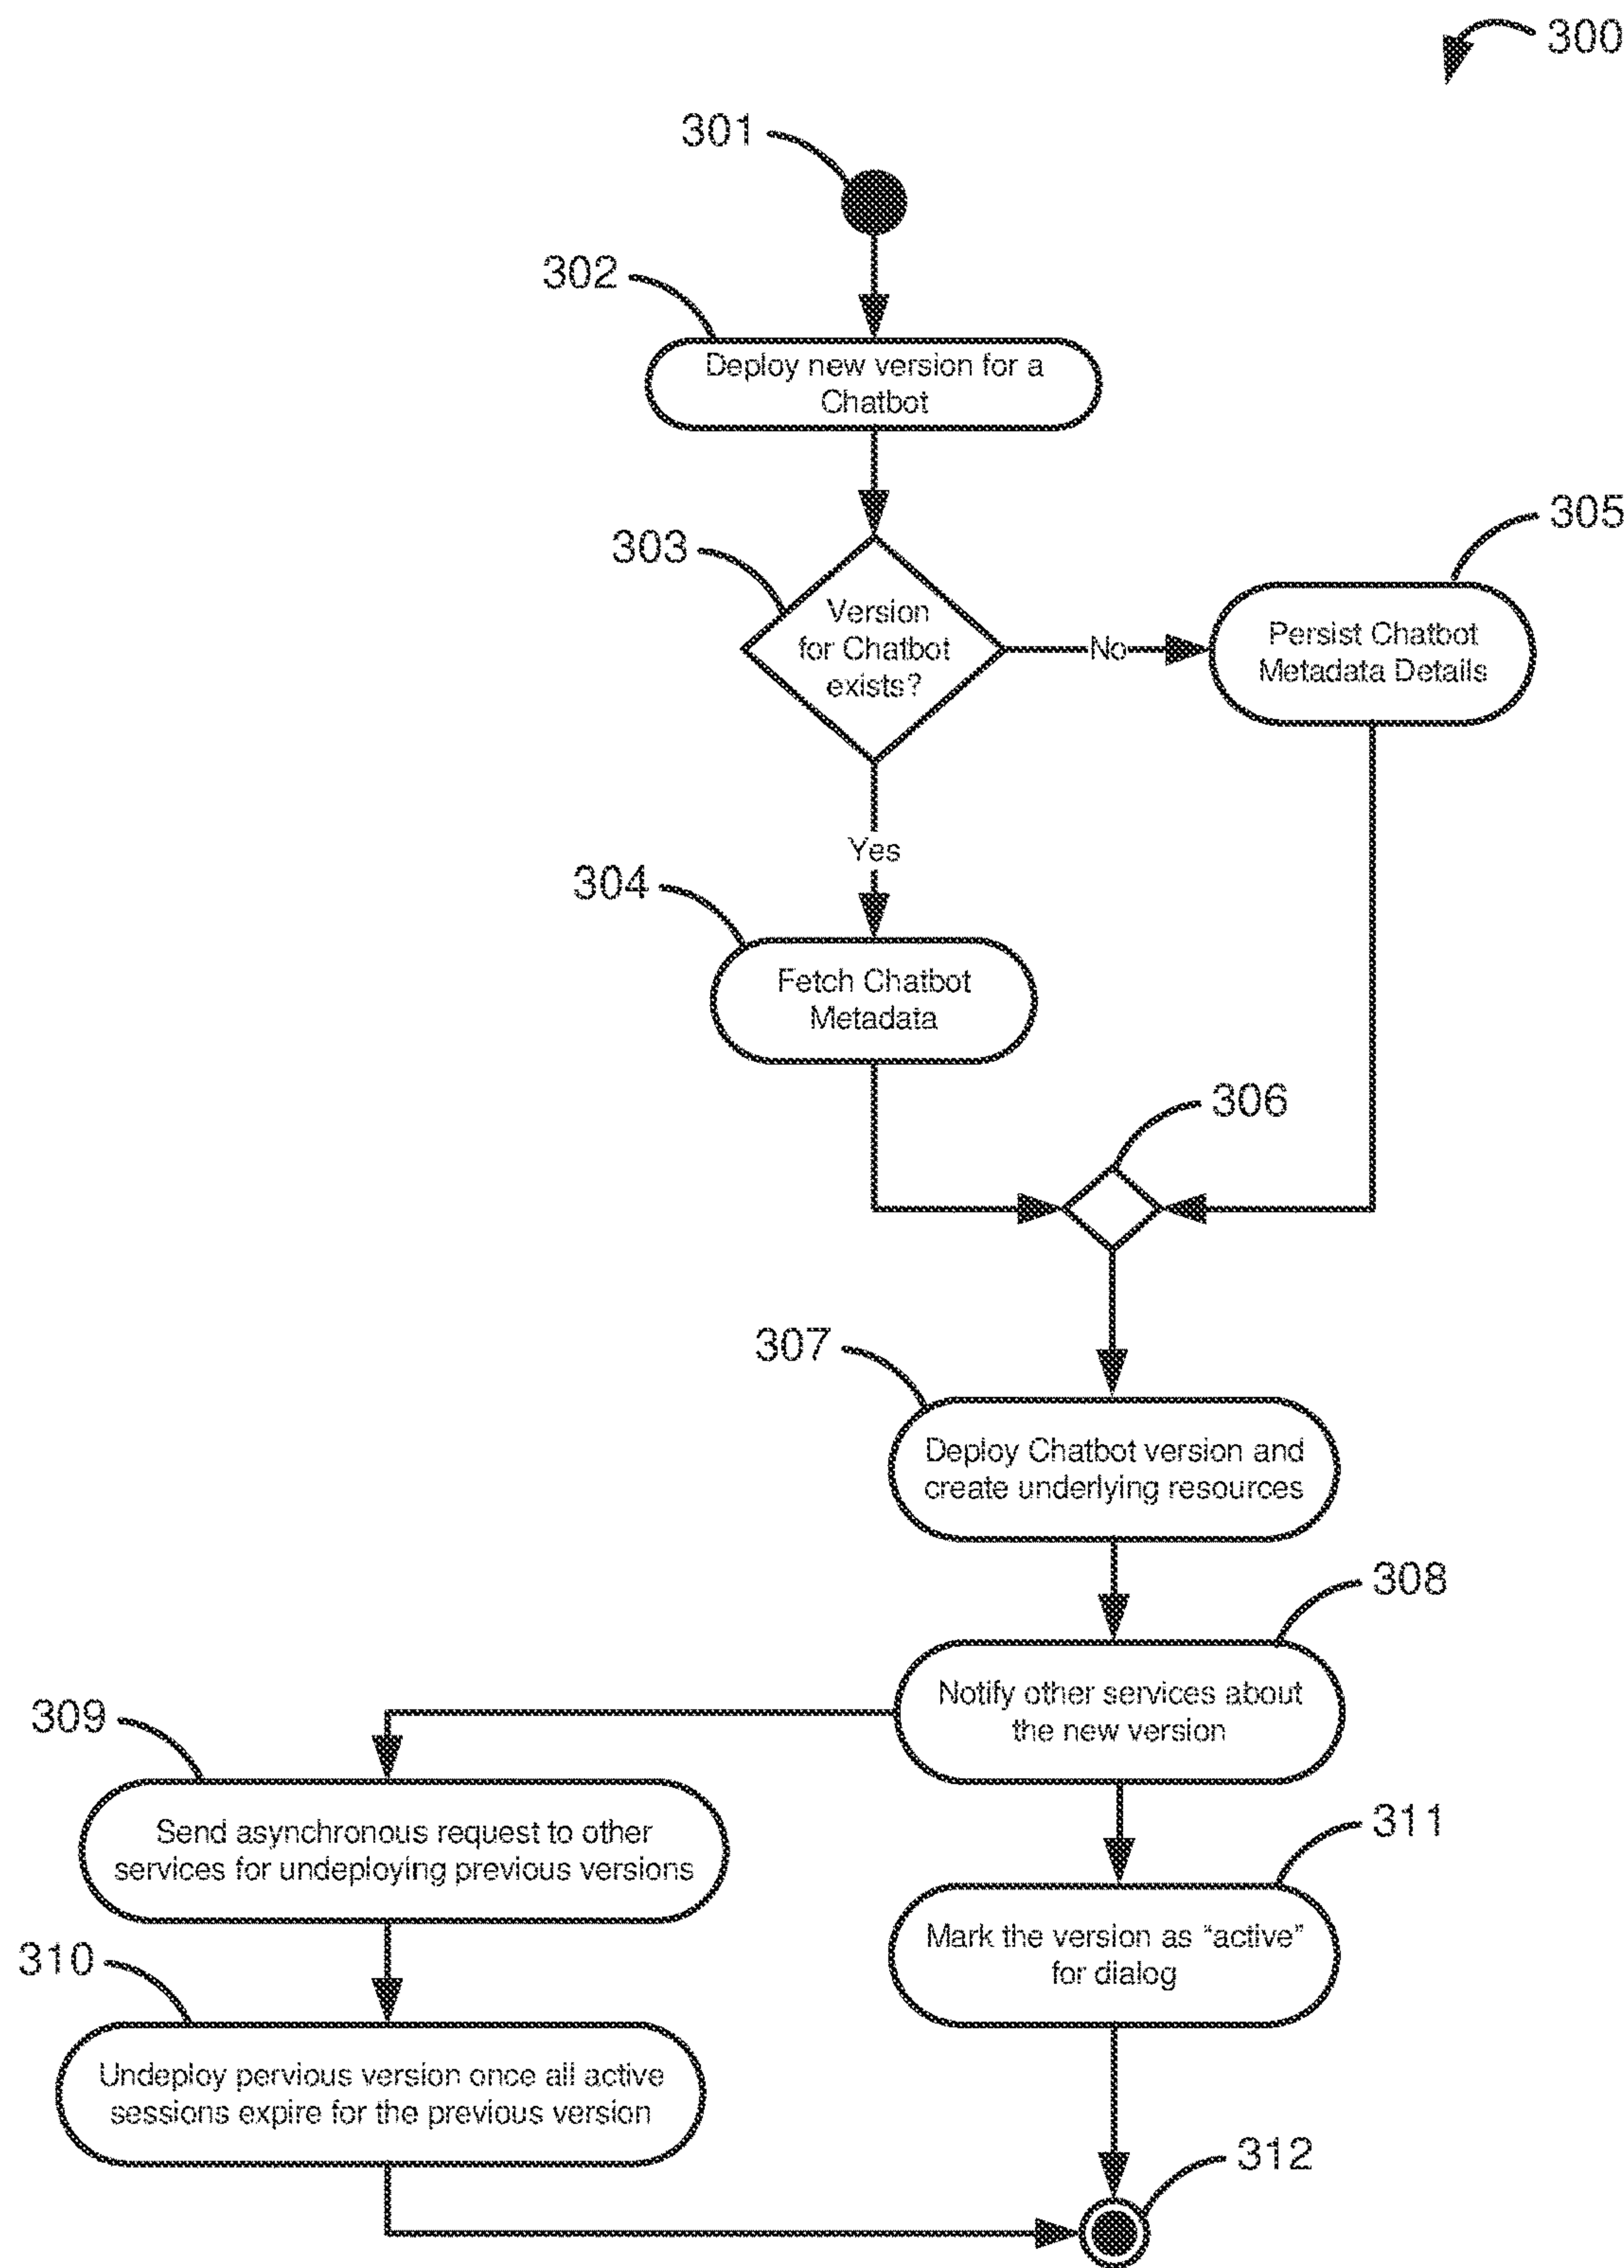 300
301
302
Deploy new version for a
Chatbot
303
Version
for Chatbot
exists?
No
305
Persist Chatbot
Metadata Details
Yes
304
Fetch Chatbot
Metadata
306
307
Deploy Chatbot version and
create underlying resources
308
Notify other services about
the new version
309
Send asynchronous request to other
services for undeploying previous versions
311
Mark the version as “active”
for dialog
310
Undeploy pervious version once all active
sessions expire for the previous version
312